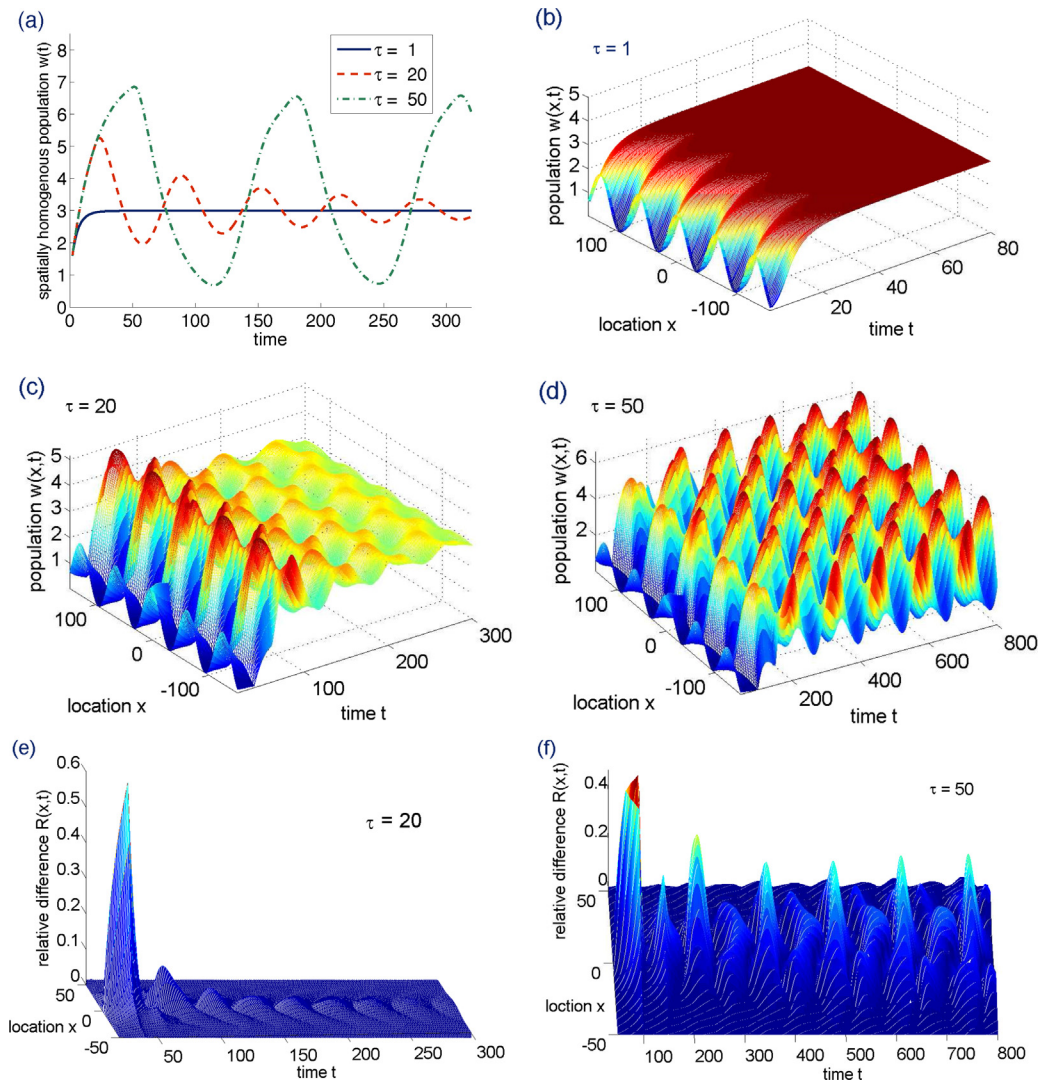 (a)
spatially homogenous population w(t)
8
7
6
5
4
3
2
1
0
0 50 100 150 200 250 300
time
τ = 1
τ = 20
τ = 50
(b)
τ = 1
population w(x,t)
5
4
3
2
1
100
0
-100
location x
20
40
60
80
time t
(c)
τ = 20
population w(x,t)
5
4
3
2
1
100
0
-100
location x
100
200
300
time t
(d)
τ = 50
population w(x,t)
6
4
2
100
0
-100
location x
200
400
600
800
time t
(e)
relative difference R(x,t)
0.6
0.5
0.4
0.3
0.2
0.1
0
τ = 20
50
0
-50
location x
50 100 150 200 250 300
time t
(f)
relative difference R(x,t)
0.4
0.2
0
τ = 50
50
0
-50
loction x
100 200 300 400 500 600 700 800
time t